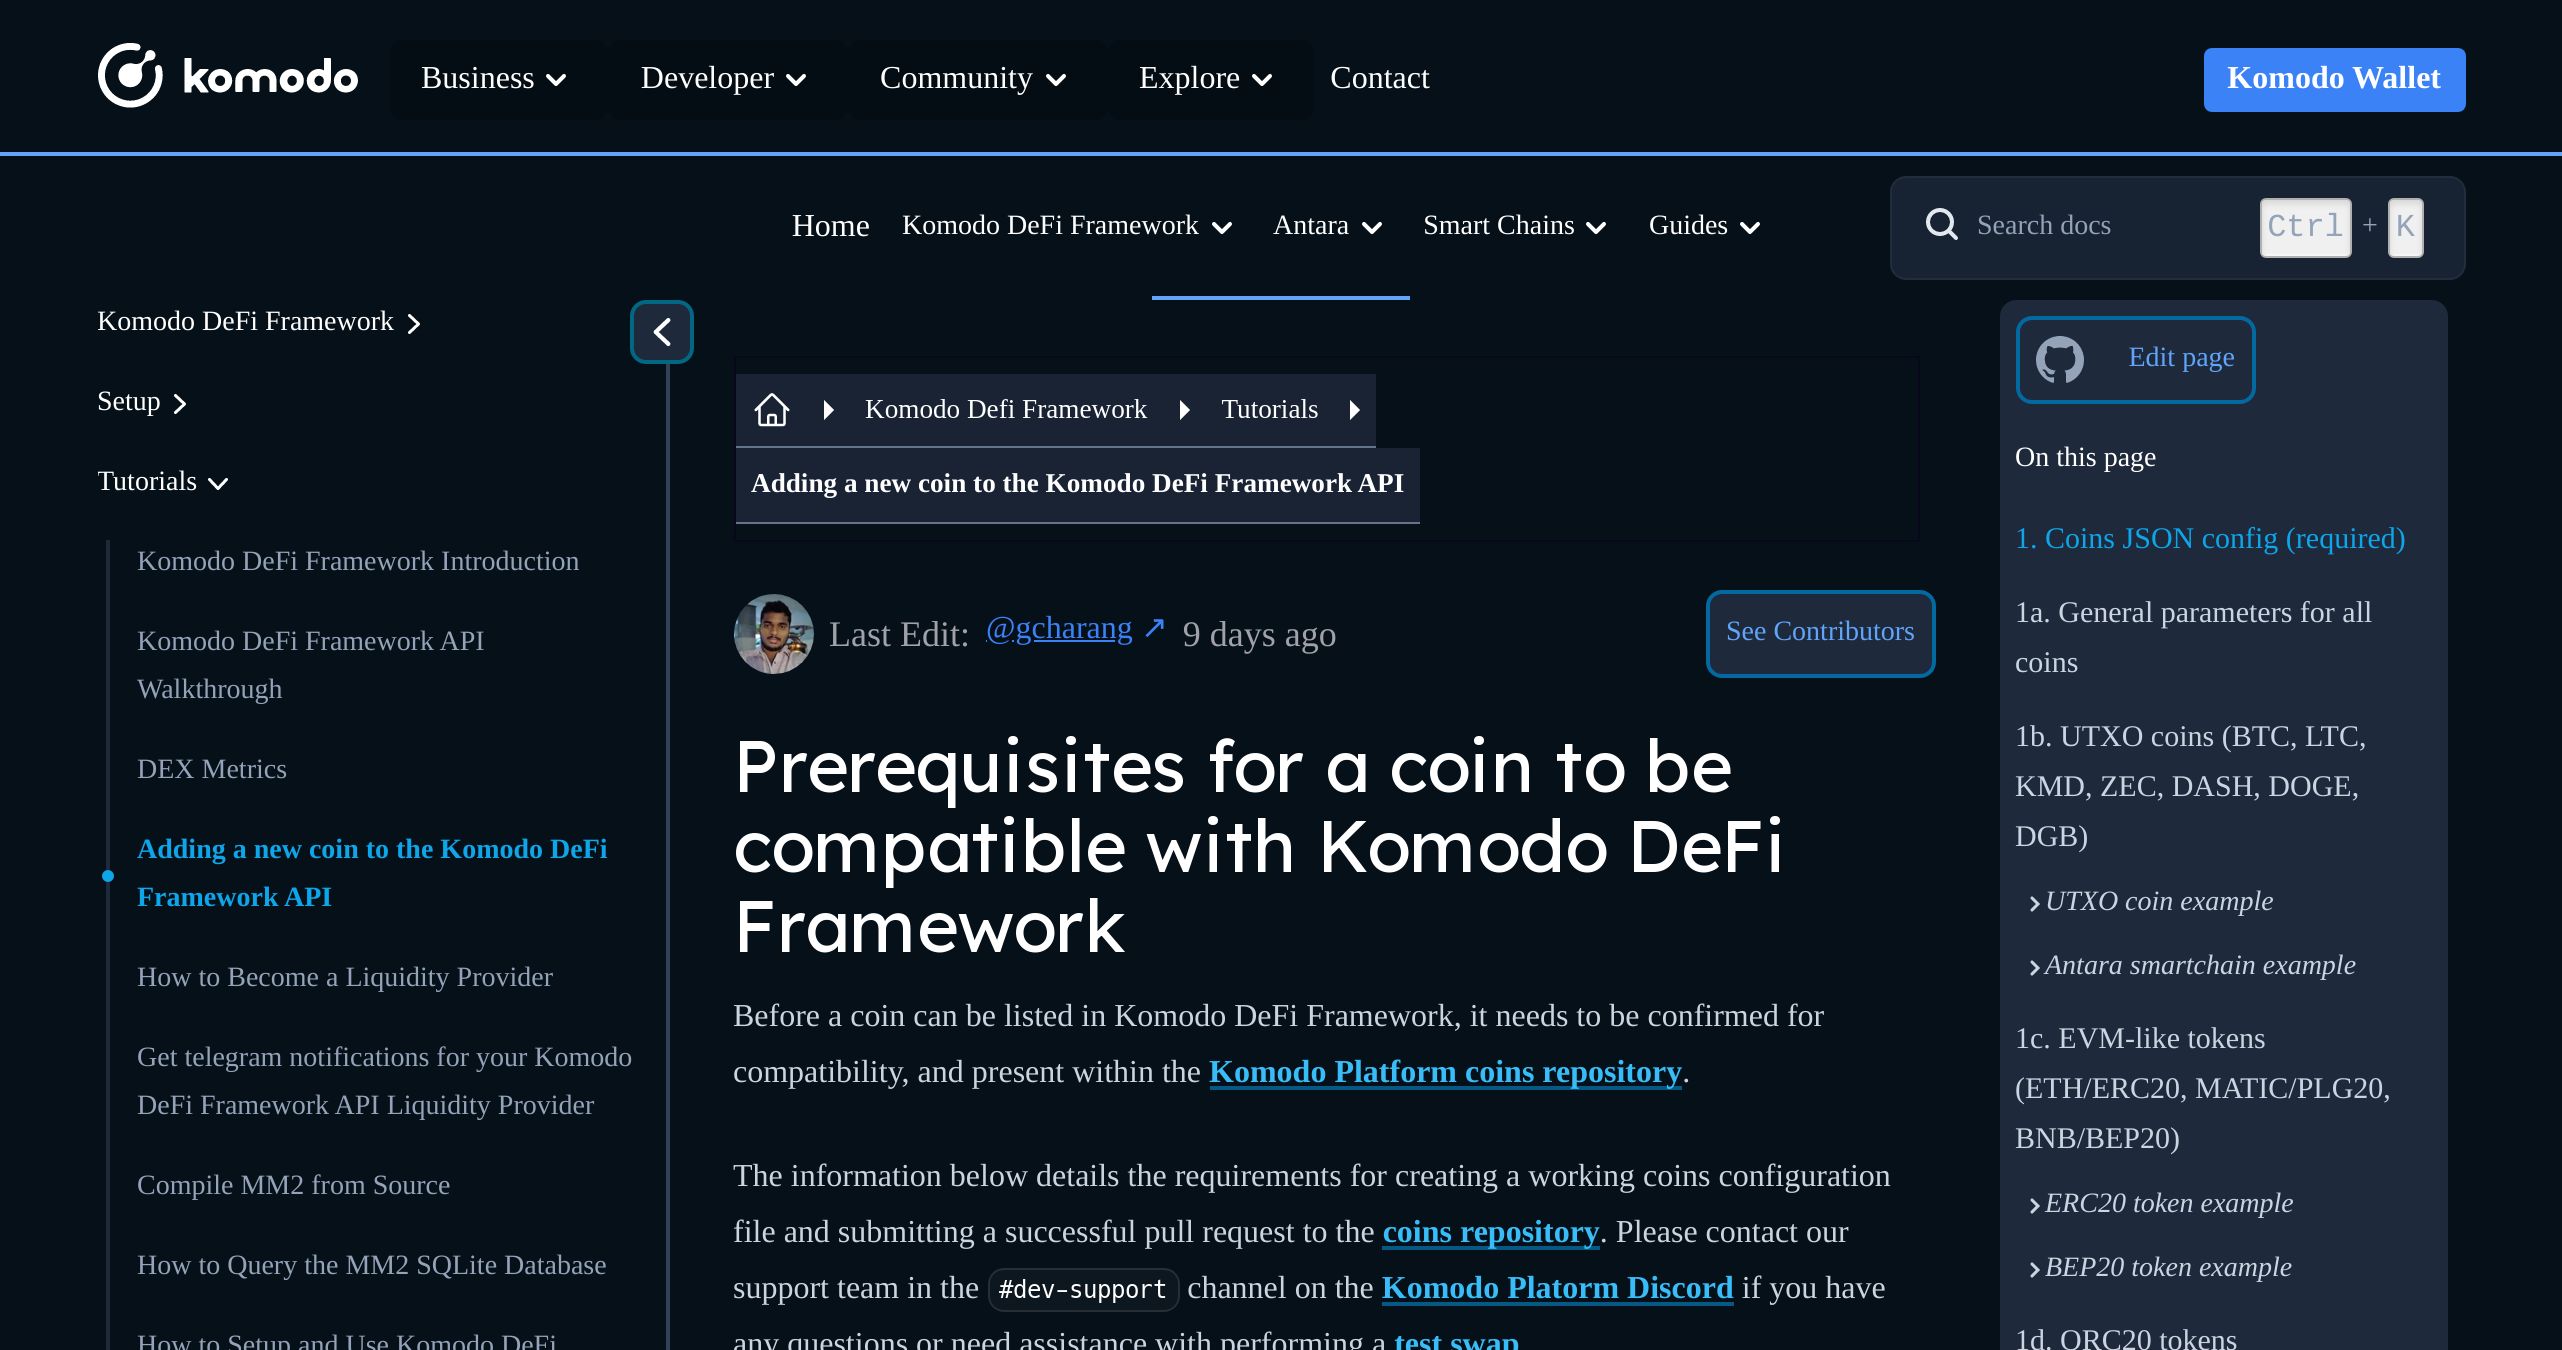 komodo
Business
Developer
Community
Explore
Contact
Komodo Wallet
Home
Komodo DeFi Framework
Antara
Smart Chains
Guides
Search docs
Ctrl + K
Komodo DeFi Framework
Setup
Tutorials
Komodo DeFi Framework Introduction
Komodo DeFi Framework API
Walkthrough
DEX Metrics
Adding a new coin to the Komodo DeFi
Framework API
How to Become a Liquidity Provider
Get telegram notifications for your Komodo
DeFi Framework API Liquidity Provider
Compile MM2 from Source
How to Query the MM2 SQLite Database
How to Setup and Use Komodo DeFi
Komodo Defi Framework
Tutorials
Adding a new coin to the Komodo DeFi Framework API
Last Edit: @gcharang ↗ 9 days ago
See Contributors
Prerequisites for a coin to be
compatible with Komodo DeFi
Framework
Before a coin can be listed in Komodo DeFi Framework, it needs to be confirmed for
compatibility, and present within the Komodo Platform coins repository.
The information below details the requirements for creating a working coins configuration
file and submitting a successful pull request to the coins repository. Please contact our
support team in the #dev-support channel on the Komodo Platorm Discord if you have
any questions or need assistance with performing a test swap
Edit page
On this page
1. Coins JSON config (required)
1a. General parameters for all
coins
1b. UTXO coins (BTC, LTC,
KMD, ZEC, DASH, DOGE,
DGB)
UTXO coin example
Antara smartchain example
1c. EVM-like tokens
(ETH/ERC20, MATIC/PLG20,
BNB/BEP20)
ERC20 token example
BEP20 token example
1d. QRC20 tokens